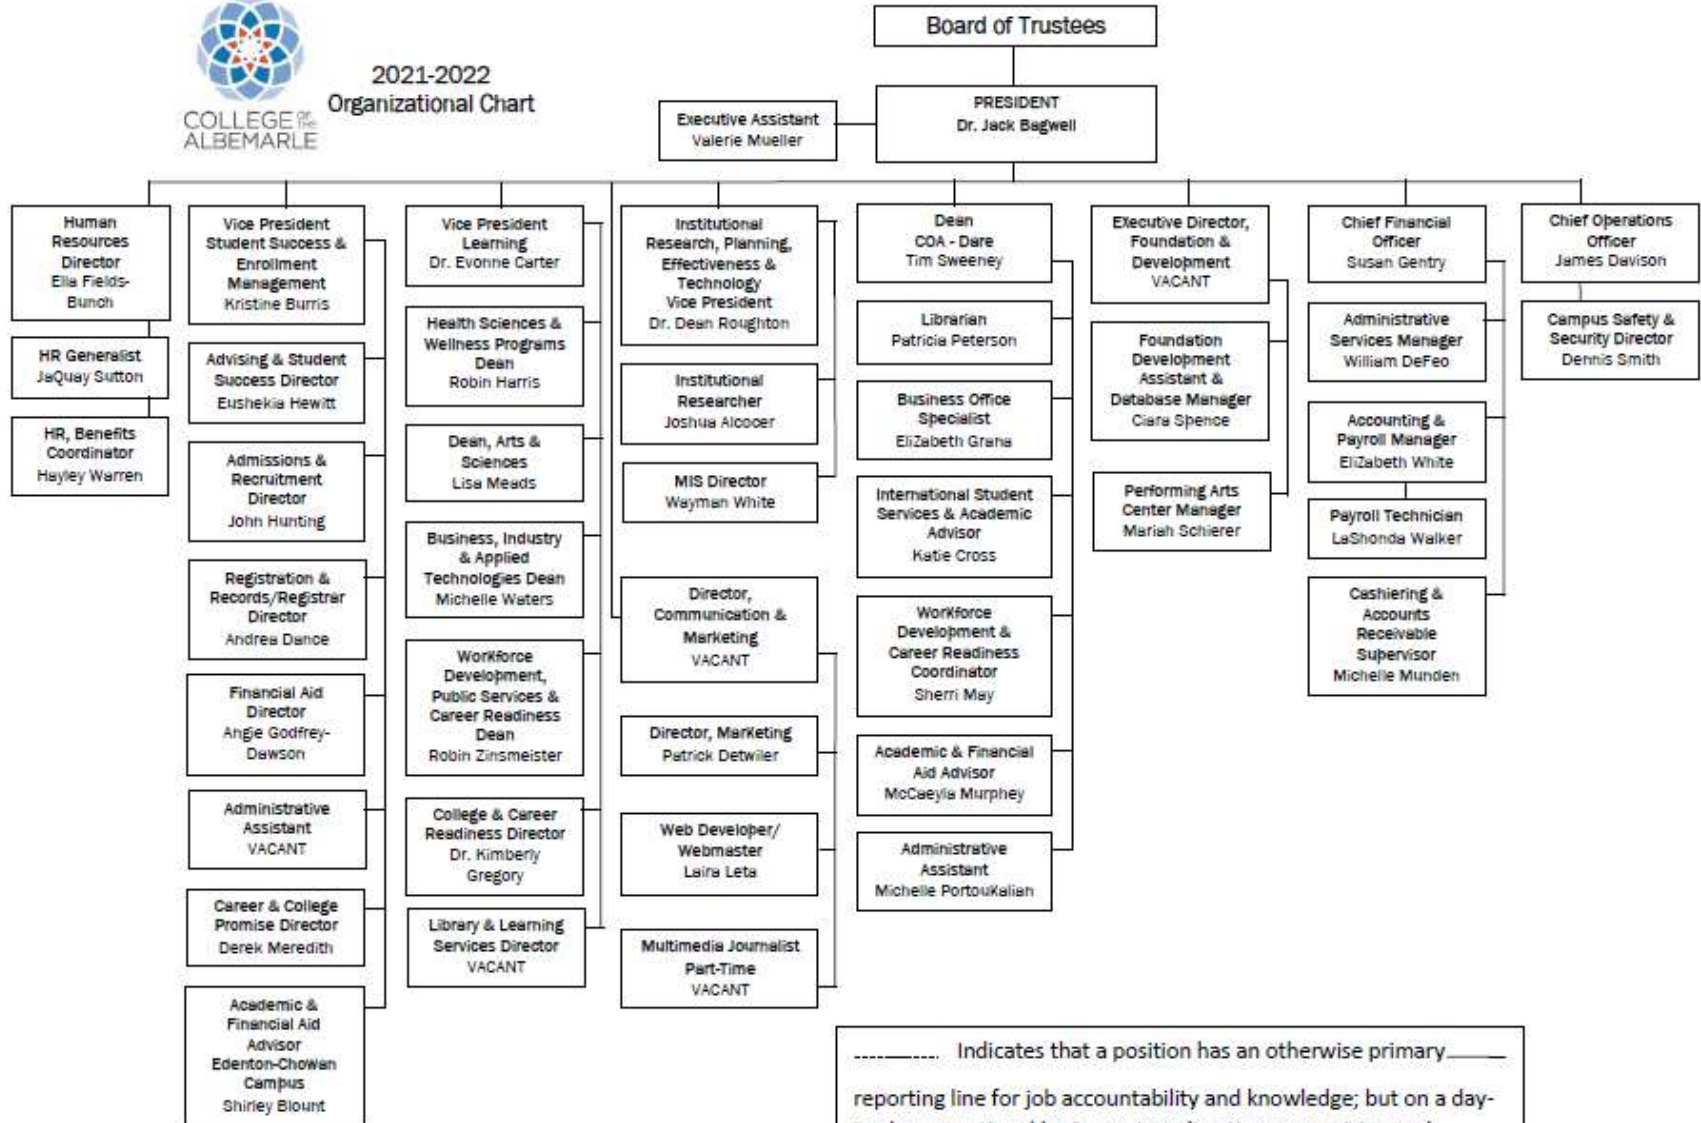 COLLEGE OF THE
ALBEMARLE
2021-2022
Organizational Chart
Board of Trustees
PRESIDENT
Dr. Jack Bagwell
Executive Assistant
Valerie Mueller
Human
Resources
Director
Ella Fields-
Bunch
HR Generalist
JaQuay Sutton
HR, Benefits
Coordinator
Hayley Warren
Vice President
Student Success &
Enrollment
Management
Kristine Burris
Advising & Student
Success Director
Eushekia Hewitt
Admissions &
Recruitment
Director
John Hunting
Registration &
Records/Registrar
Director
Andrea Dance
Financial Aid
Director
Angie Godfrey-
Dawson
Administrative
Assistant
VACANT
Career & College
Promise Director
Derek Meredith
Academic &
Financial Aid
Advisor
Edenton-Chowan
Campus
Shirley Blount
Vice President
Learning
Dr. Evonne Carter
Health Sciences &
Wellness Programs
Dean
Robin Harris
Dean, Arts &
Sciences
Lisa Meads
Business, Industry
& Applied
Technologies Dean
Michelle Waters
Workforce
Development,
Public Services &
Career Readiness
Dean
Robin Zinsmeister
College & Career
Readiness Director
Dr. Kimberly
Gregory
Library & Learning
Services Director
VACANT
Institutional
Research, Planning,
Effectiveness &
Technology
Vice President
Dr. Dean Roughton
Institutional
Researcher
Joshua Alcocer
MIS Director
Wayman White
Director,
Communication &
Marketing
VACANT
Director, Marketing
Patrick Detwiler
Web Developer/
Webmaster
Laira Leta
Multimedia Journalist
Part-Time
VACANT
Dean
COA - Dare
Tim Sweeney
Librarian
Patricia Peterson
Business Office
Specialist
Elizabeth Grana
International Student
Services & Academic
Advisor
Katie Cross
Workforce
Development &
Career Readiness
Coordinator
Sherri May
Academic & Financial
Aid Advisor
McCaeyla Murphey
Administrative
Assistant
Michelle Portoukalian
Executive Director,
Foundation &
Development
VACANT
Foundation
Development
Assistant &
Database Manager
Ciara Spence
Performing Arts
Center Manager
Mariah Schierer
Chief Financial
Officer
Susan Gentry
Administrative
Services Manager
William DeFeo
Accounting &
Payroll Manager
Elizabeth White
Payroll Technician
LaShonda Walker
Cashiering &
Accounts
Receivable
Supervisor
Michelle Munden
Chief Operations
Officer
James Davison
Campus Safety &
Security Director
Dennis Smith
Indicates that a position has an otherwise primary
reporting line for job accountability and knowledge; but on a day-